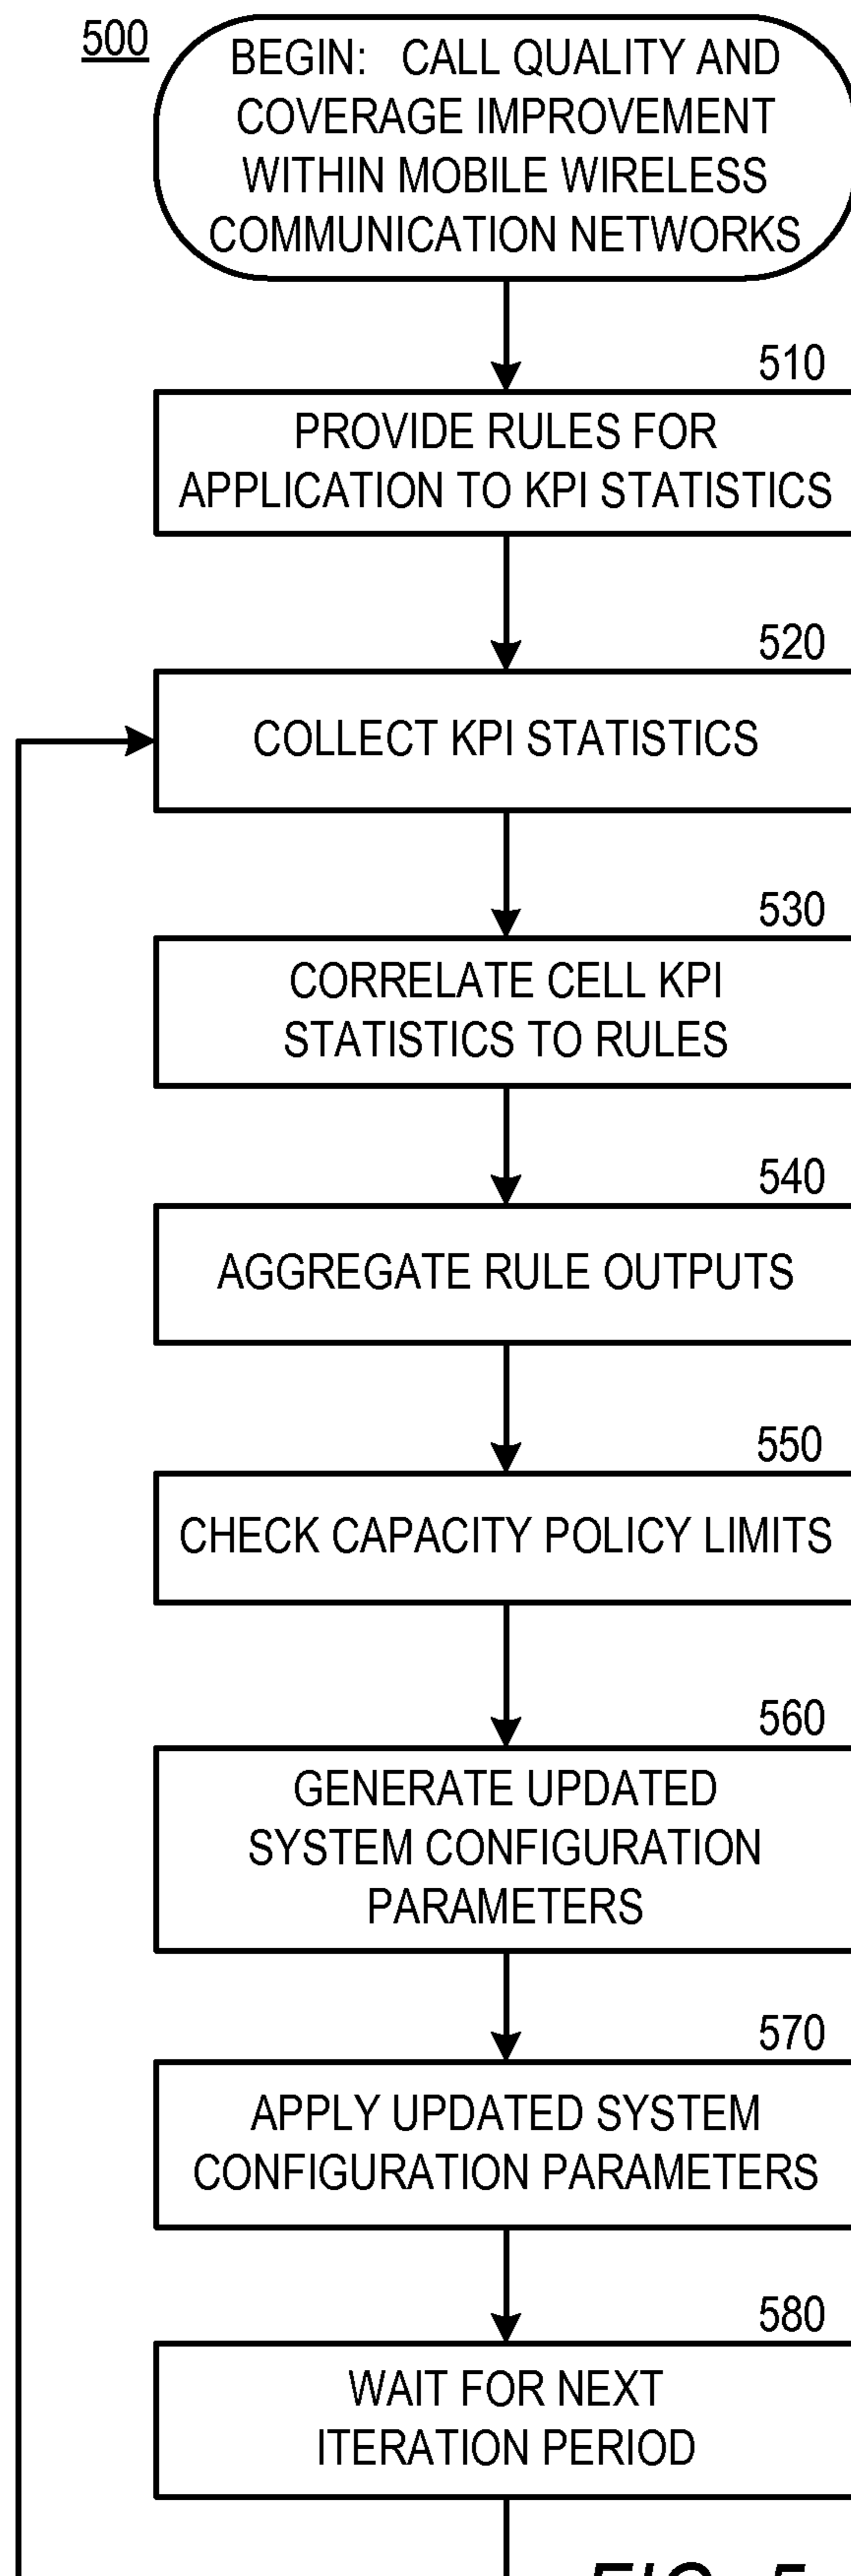 500
BEGIN: CALL QUALITY AND
COVERAGE IMPROVEMENT
WITHIN MOBILE WIRELESS
COMMUNICATION NETWORKS
510
PROVIDE RULES FOR
APPLICATION TO KPI STATISTICS
520
COLLECT KPI STATISTICS
530
CORRELATE CELL KPI
STATISTICS TO RULES
540
AGGREGATE RULE OUTPUTS
550
CHECK CAPACITY POLICY LIMITS
560
GENERATE UPDATED
SYSTEM CONFIGURATION
PARAMETERS
570
APPLY UPDATED SYSTEM
CONFIGURATION PARAMETERS
580
WAIT FOR NEXT
ITERATION PERIOD